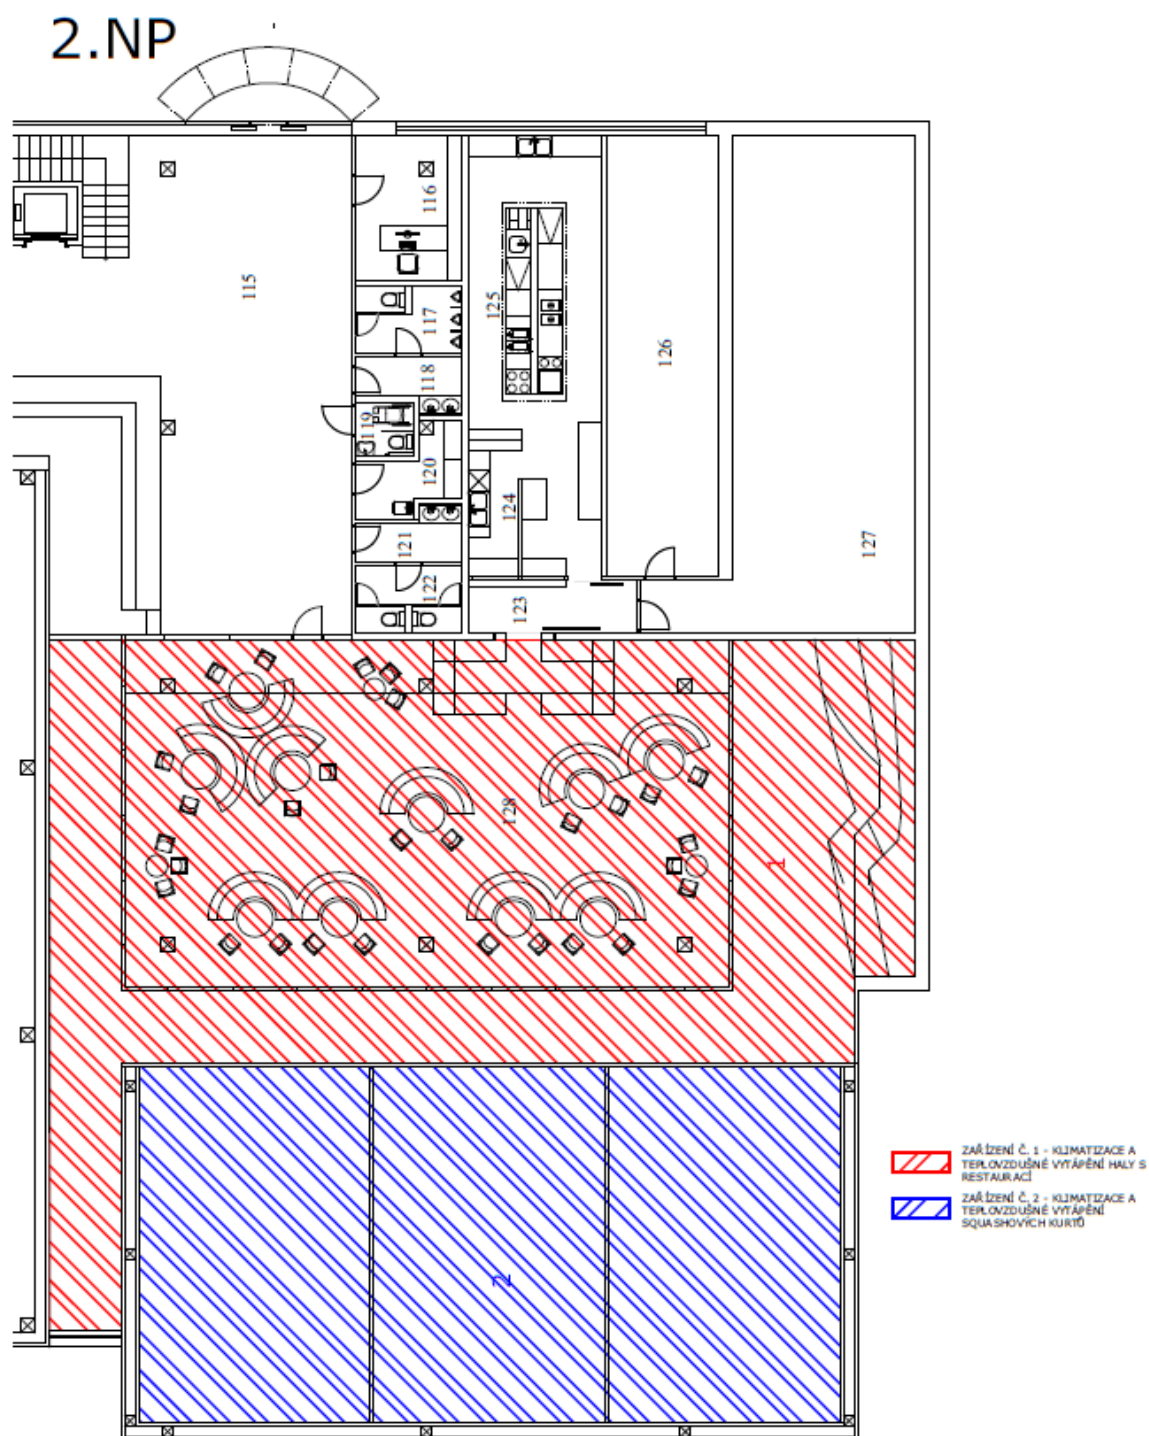 2.NP
116
115
125
117
126
118
119
120
124
121
127
122
123
128
1
ZAŘÍZENÍ Č. 1 - KLIMATIZACE A
TEPLOVZDUŠNÉ VYTÁPĚNÍ HALY S
RESTAURACÍ
ZAŘÍZENÍ Č. 2 - KLIMATIZACE A
TEPLOVZDUŠNÉ VYTÁPĚNÍ
SQUASHOVÝCH KURTŮ
2